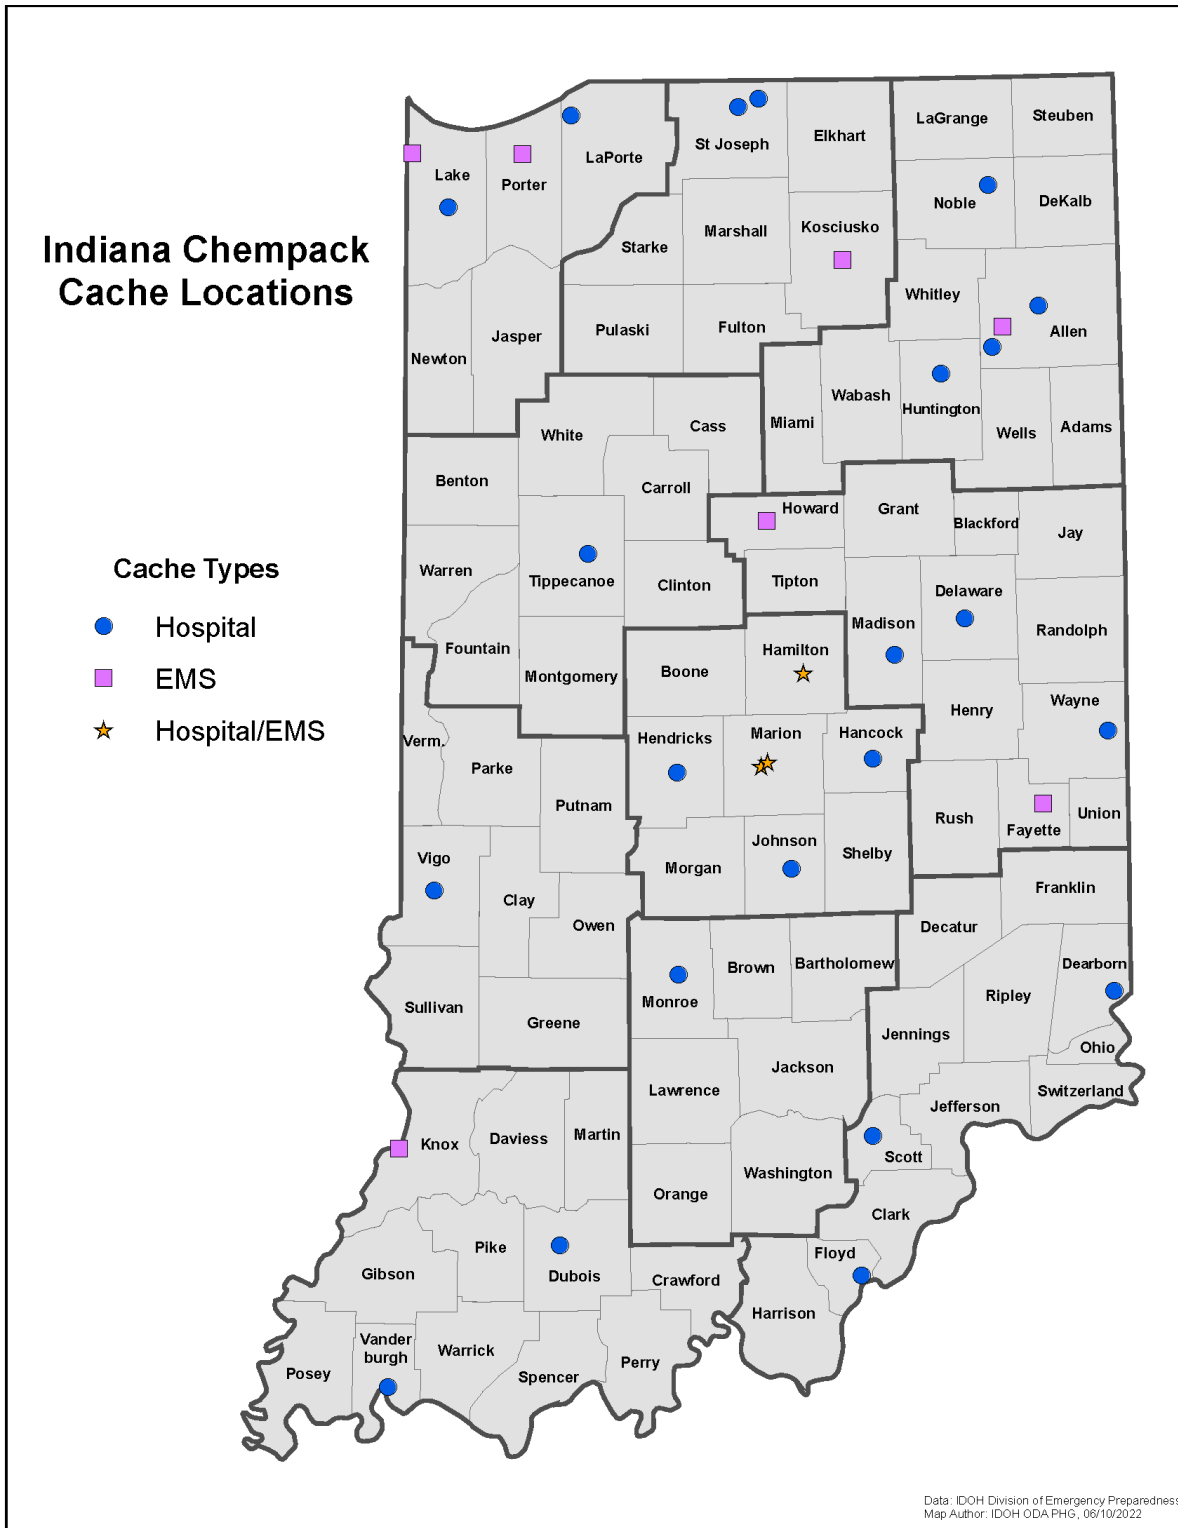 Indiana Chempack
Cache Locations
Cache Types
Hospital
EMS
Hospital/EMS
LaGrange
Steuben
St Joseph
Elkhart
LaPorte
Lake
Porter
Noble
DeKalb
Starke
Marshall
Kosciusko
Whitley
Allen
Newton
Jasper
Pulaski
Fulton
Miami
Wabash
Huntington
Wells
Adams
White
Cass
Benton
Carroll
Howard
Grant
Blackford
Jay
Warren
Tippecanoe
Clinton
Tipton
Delaware
Madison
Randolph
Fountain
Montgomery
Boone
Hamilton
Henry
Wayne
Verm.
Parke
Hendricks
Marion
Hancock
Putnam
Rush
Fayette
Union
Vigo
Clay
Morgan
Johnson
Shelby
Franklin
Owen
Decatur
Brown
Bartholomew
Dearborn
Sullivan
Greene
Monroe
Ripley
Jennings
Ohio
Lawrence
Jackson
Switzerland
Jefferson
Knox
Daviess
Martin
Scott
Orange
Washington
Clark
Pike
Gibson
Dubois
Crawford
Floyd
Harrison
Posey
Vander
burgh
Warrick
Spencer
Perry
Data: IDOH Division of Emergency Preparedness
Map Author: IDOH ODA PHG, 06/10/2022